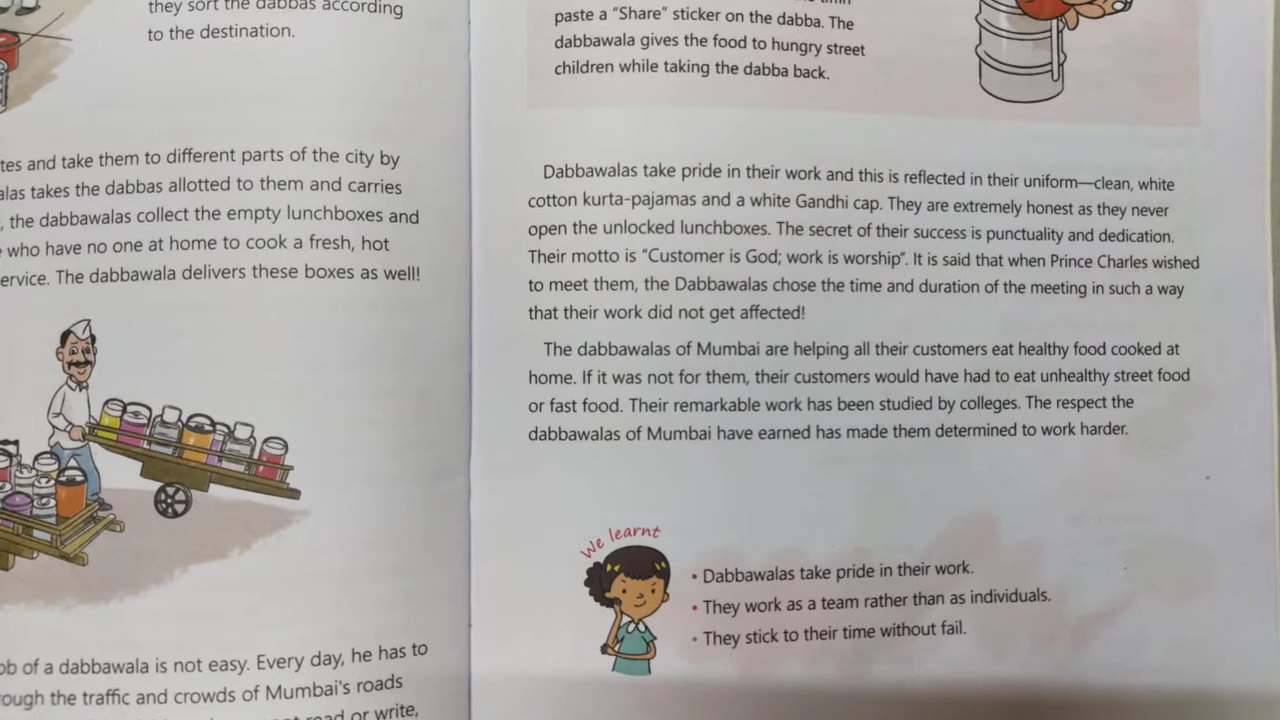 they sort the dabbas according
to the destination.
tes and take them to different parts of the city by
alas takes the dabbas allotted to them and carries
, the dabbawalas collect the empty lunchboxes and
who have no one at home to cook a fresh, hot
ervice. The dabbawala delivers these boxes as well!
ob of a dabbawala is not easy. Every day, he has to
rough the traffic and crowds of Mumbai's roads
read or write,
paste a “Share” sticker on the dabba. The
dabbawala gives the food to hungry street
children while taking the dabba back.
Dabbawalas take pride in their work and this is reflected in their uniform—clean, white
cotton kurta-pajamas and a white Gandhi cap. They are extremely honest as they never
open the unlocked lunchboxes. The secret of their success is punctuality and dedication.
Their motto is “Customer is God; work is worship”. It is said that when Prince Charles wished
to meet them, the Dabbawalas chose the time and duration of the meeting in such a way
that their work did not get affected!
The dabbawalas of Mumbai are helping all their customers eat healthy food cooked at
home. If it was not for them, their customers would have had to eat unhealthy street food
or fast food. Their remarkable work has been studied by colleges. The respect the
dabbawalas of Mumbai have earned has made them determined to work harder.
We learnt
• Dabbawalas take pride in their work.
• They work as a team rather than as individuals.
• They stick to their time without fail.